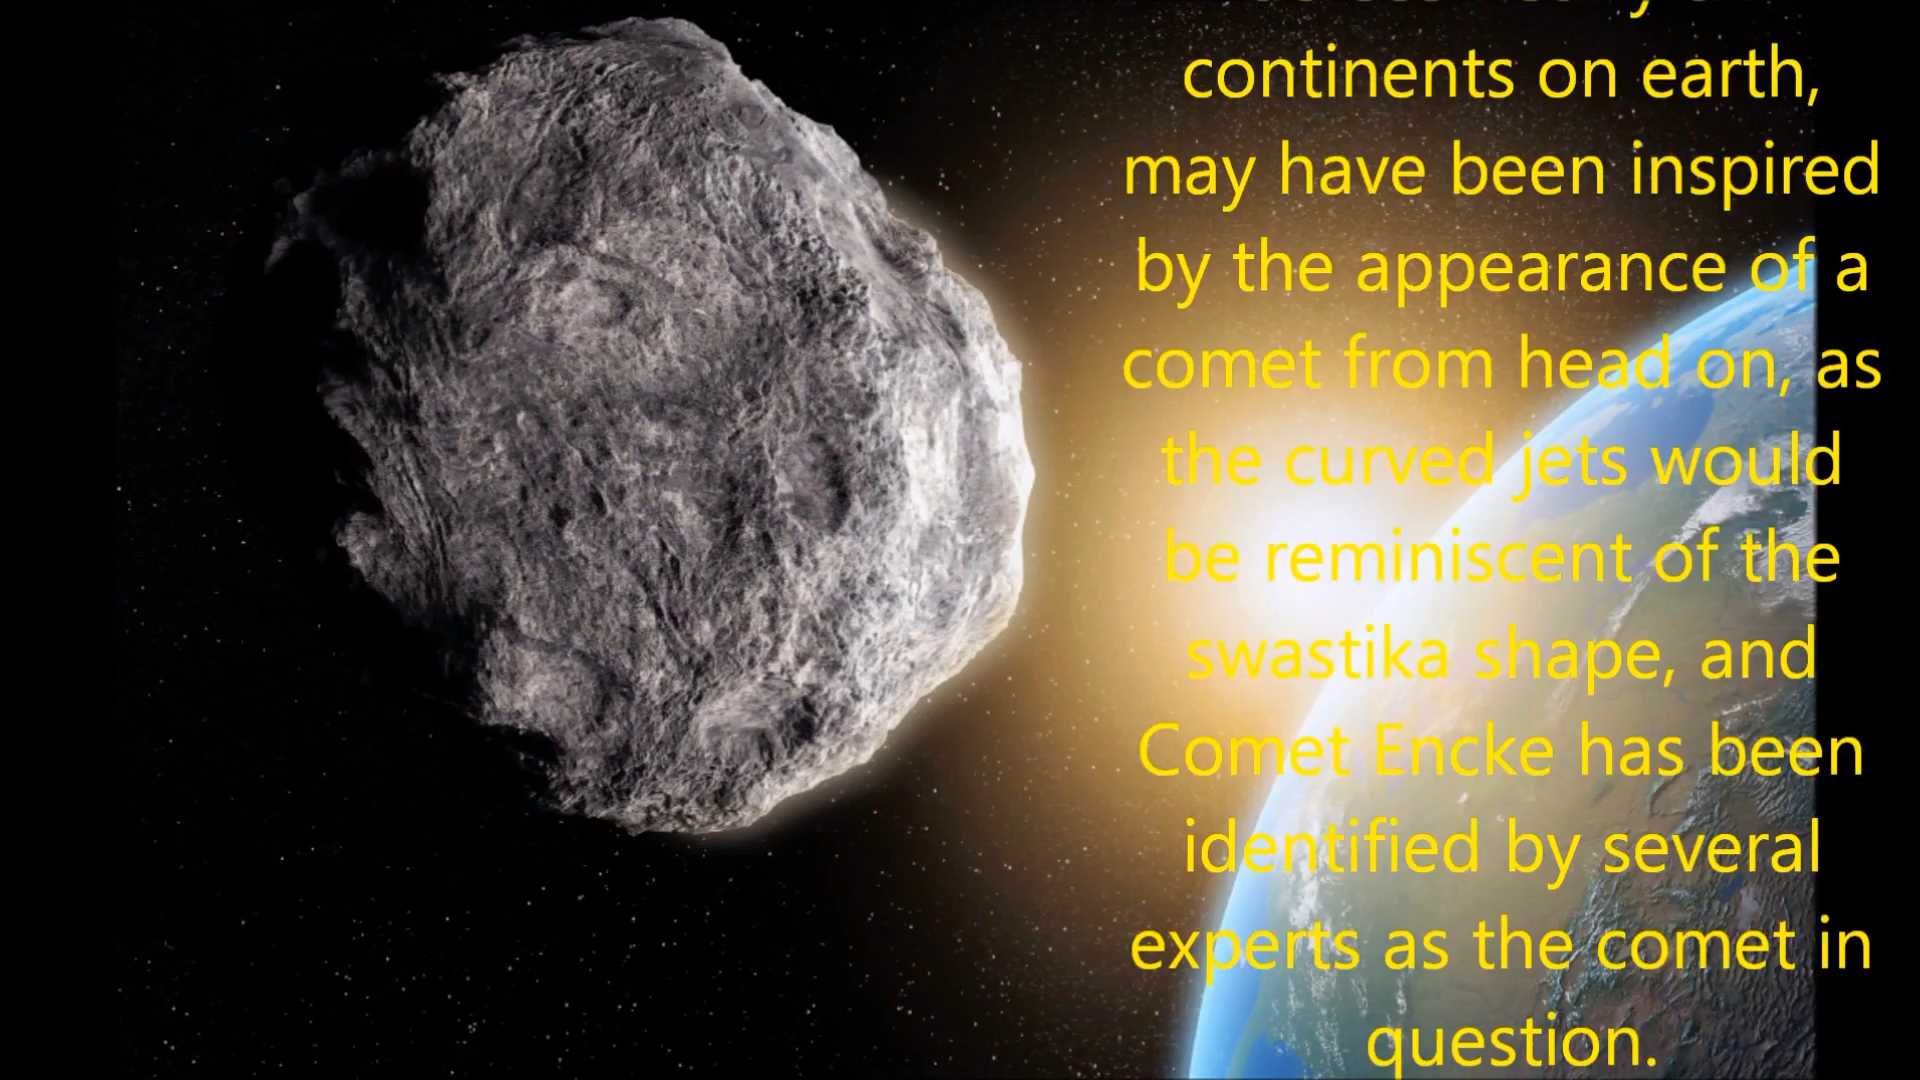 continents on earth,
may have been inspired
by the appearance of a
comet from head on, as
the curved jets would
be reminiscent of the
swastika shape, and
Comet Encke has been
identified by several
experts as the comet in
question.